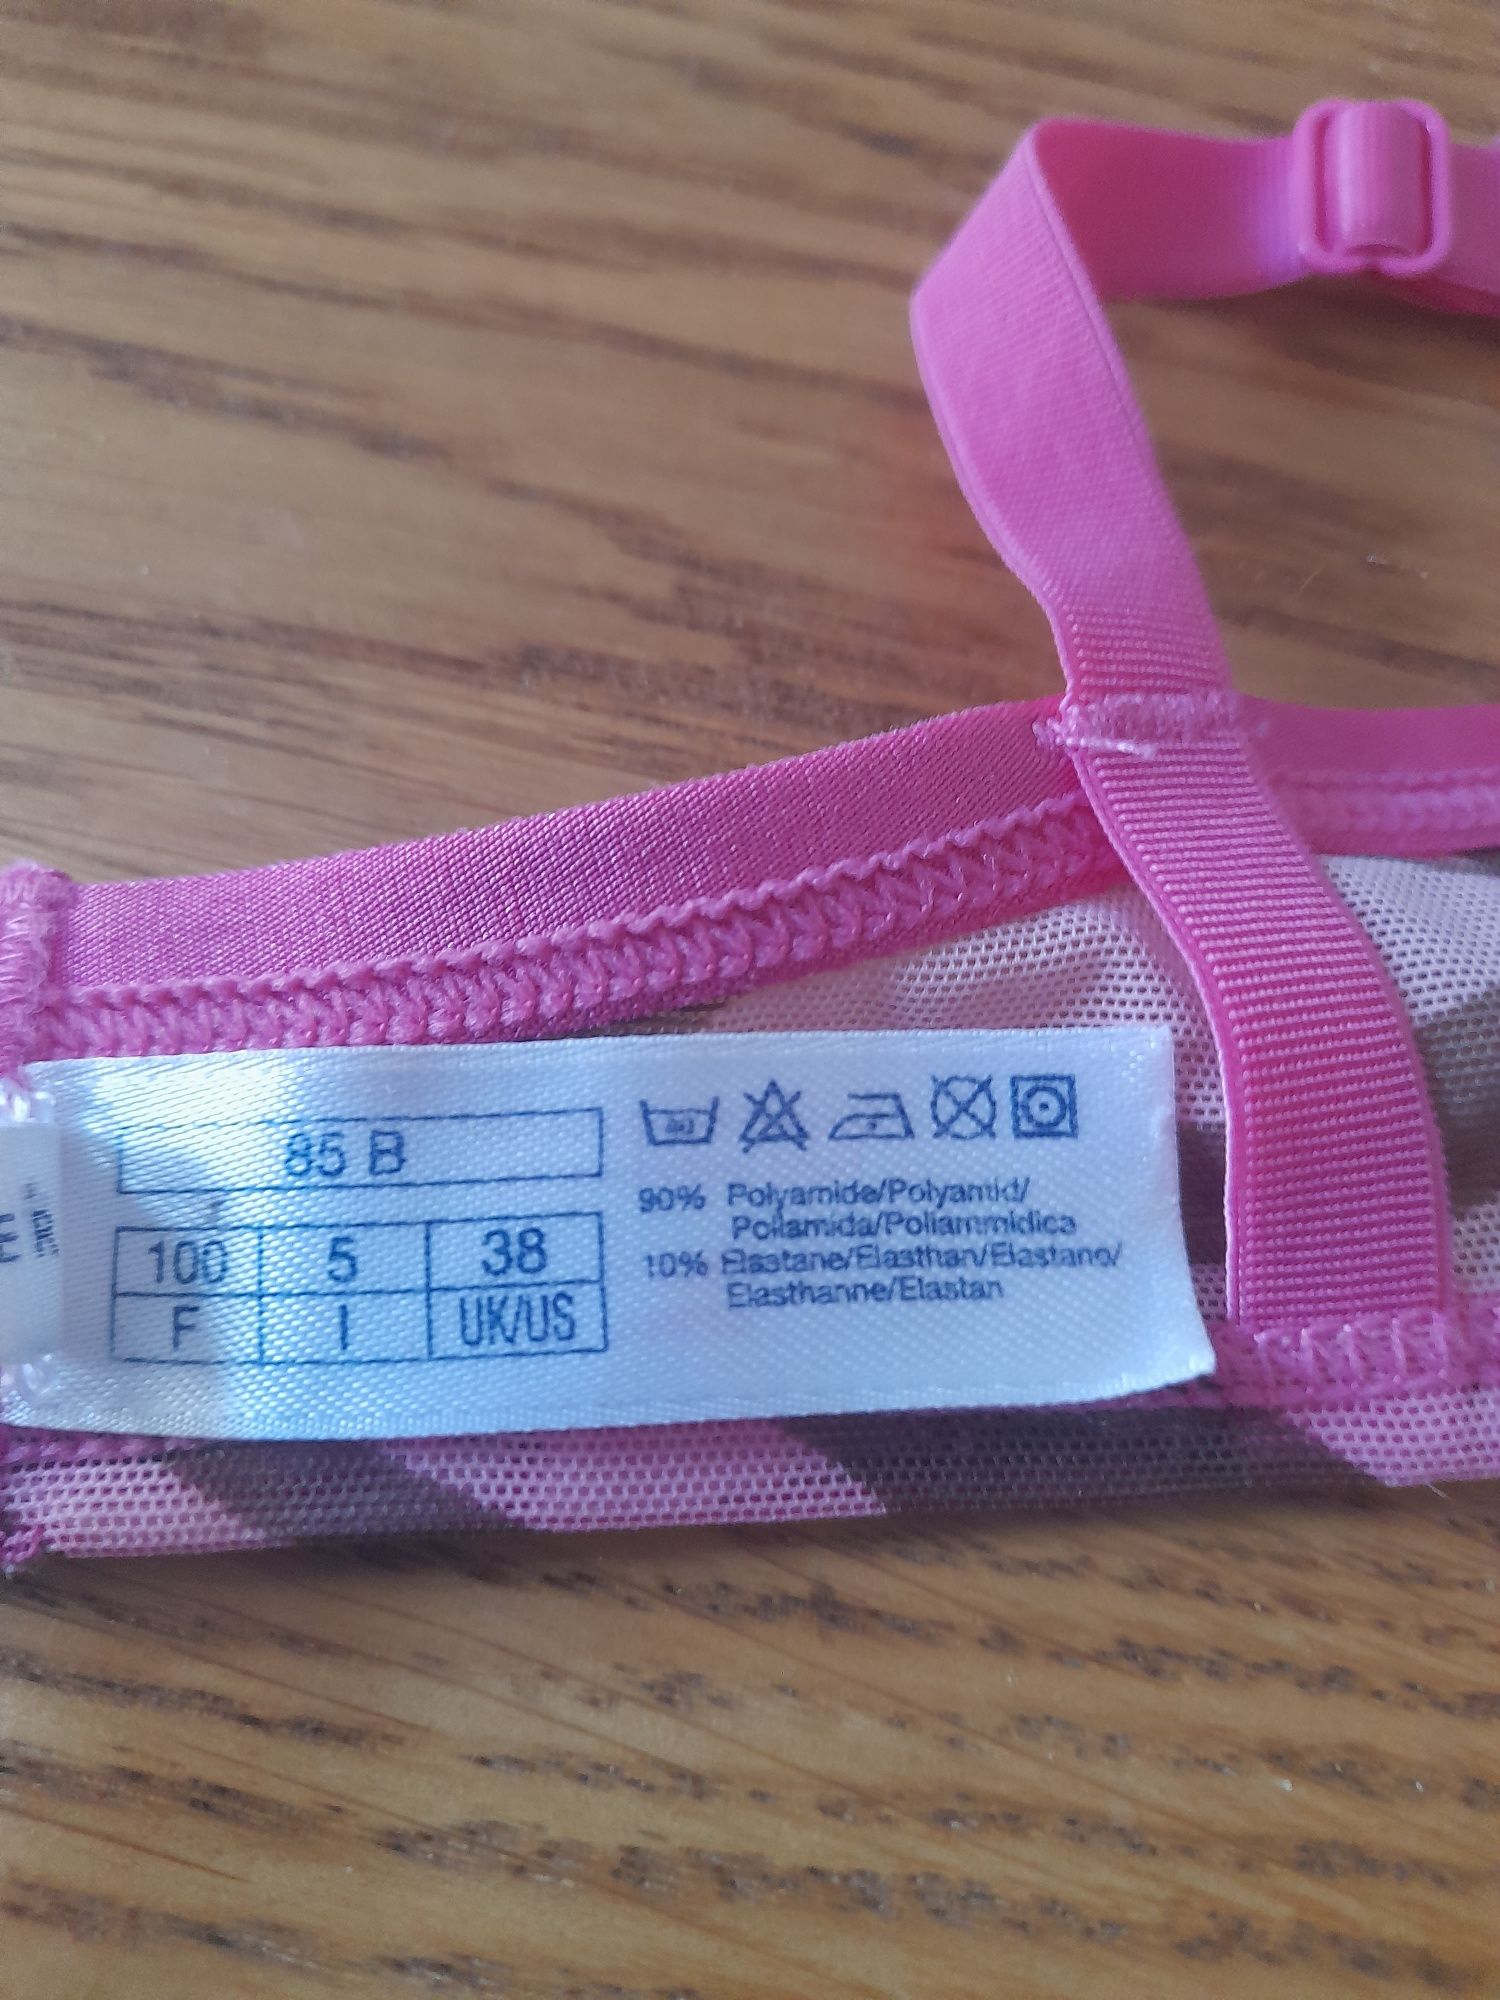 85 B
100 5 38
F I UK/US
90% Polyamide/Polyamid/
Poliamida/Poliammidica
10% Elastane/Elasthan/Elastano/
Elasthanne/Elastan